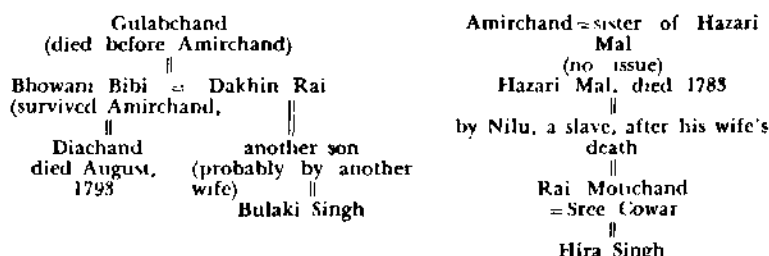 Gulabchand
(died before Amirchand)
||
Bhowani Bibi = Dakhin Rai
(survived Amirchand,
|| ||
Diachand another son
died August, (probably by another
1793 wife) ||
Bulaki Singh
Amirchand = sister of Hazari
Mal
(no issue)
Hazari Mal, died 1783
||
by Nilu, a slave, after his wife's
death
||
Rai Motichand
= Sree Cowar
||
Hira Singh